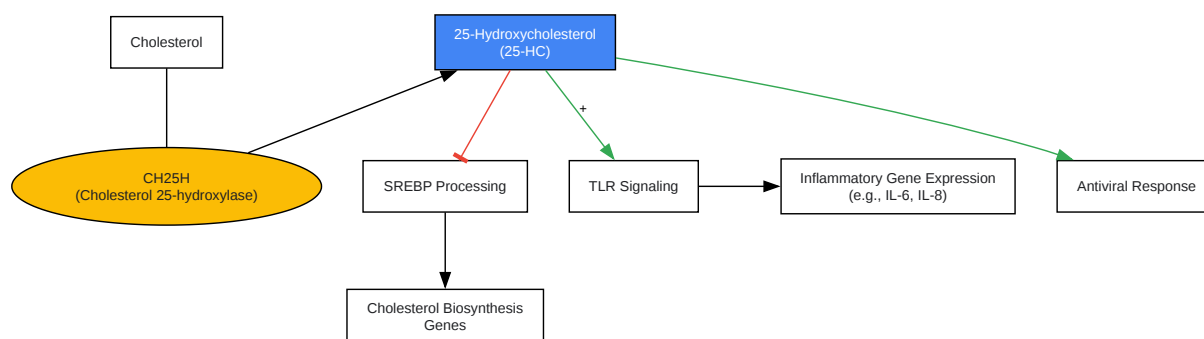 Cholesterol
25-Hydroxycholesterol
(25-HC)
+
CH25H
(Cholesterol 25-hydroxylase)
SREBP Processing
TLR Signaling
Inflammatory Gene Expression
(e.g., IL-6, IL-8)
Antiviral Response
Cholesterol Biosynthesis
Genes